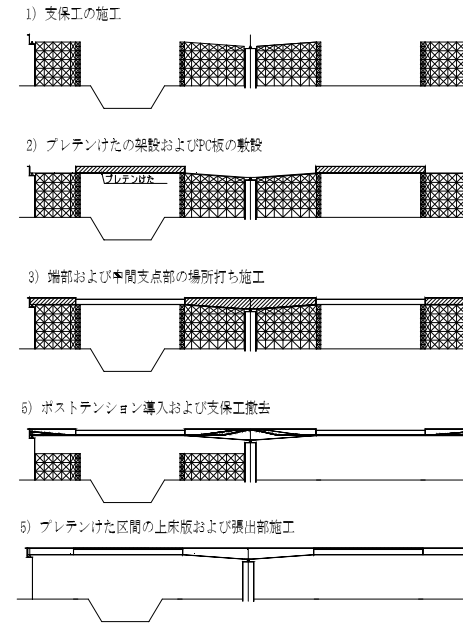 1) 支保工の施工
2) プレテンけたの架設およびPC板の敷設
プレテンけた
3) 端部および中間支点部の場所打ち施工
5) ポストテンション導入および支保工撤去
5) プレテンけた区間の上床版および張出部施工